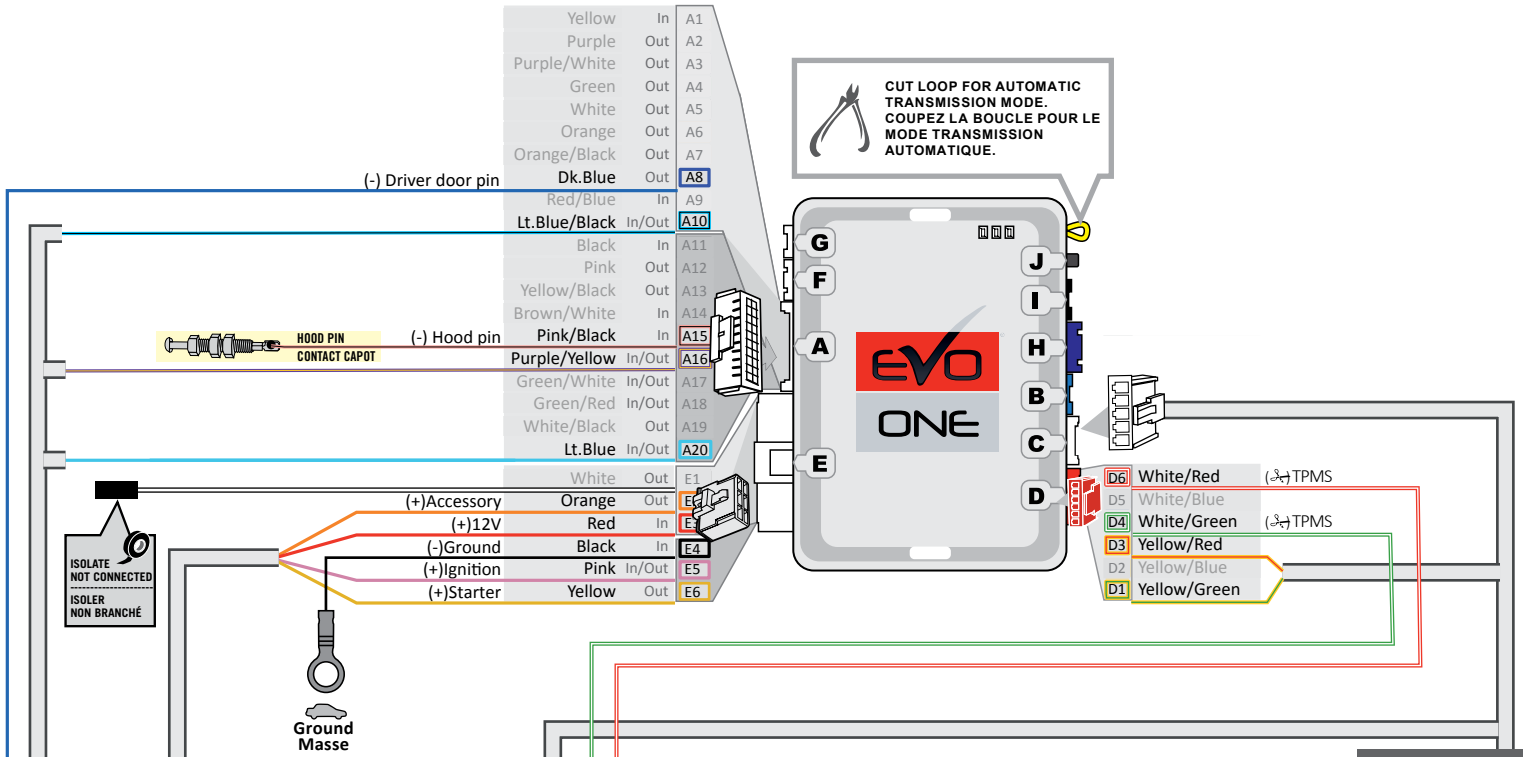 Yellow In A1
Purple Out A2
Purple/White Out A3
Green Out A4
White Out A5
Orange Out A6
Orange/Black Out A7
(-) Driver door pin Dk.Blue Out A8
Red/Blue In A9
Lt.Blue/Black In/Out A10
Black In A11
Pink Out A12
Yellow/Black Out A13
Brown/White In A14
HOOD PIN
CONTACT CAPOT
(-) Hood pin Pink/Black In A15
Purple/Yellow In/Out A16
Green/White In/Out A17
Green/Red In/Out A18
White/Black Out A19
Lt.Blue In/Out A20
White Out E1
(+)Accessory Orange Out
(+)12V Red In E3
(-)Ground Black In E4
(+)Ignition Pink In/Out E5
(+)Starter Yellow Out E6
ISOLATE
NOT CONNECTED
ISOLER
NON BRANCHÉ
Ground
Masse
CUT LOOP FOR AUTOMATIC
TRANSMISSION MODE.
COUPEZ LA BOUCLE POUR LE
MODE TRANSMISSION
AUTOMATIQUE.
G
F
A
E
J
I
H
B
C
D
EVO
ONE
D6 White/Red TPMS
D5 White/Blue
D4 White/Green TPMS
D3 Yellow/Red
D2 Yellow/Blue
D1 Yellow/Green